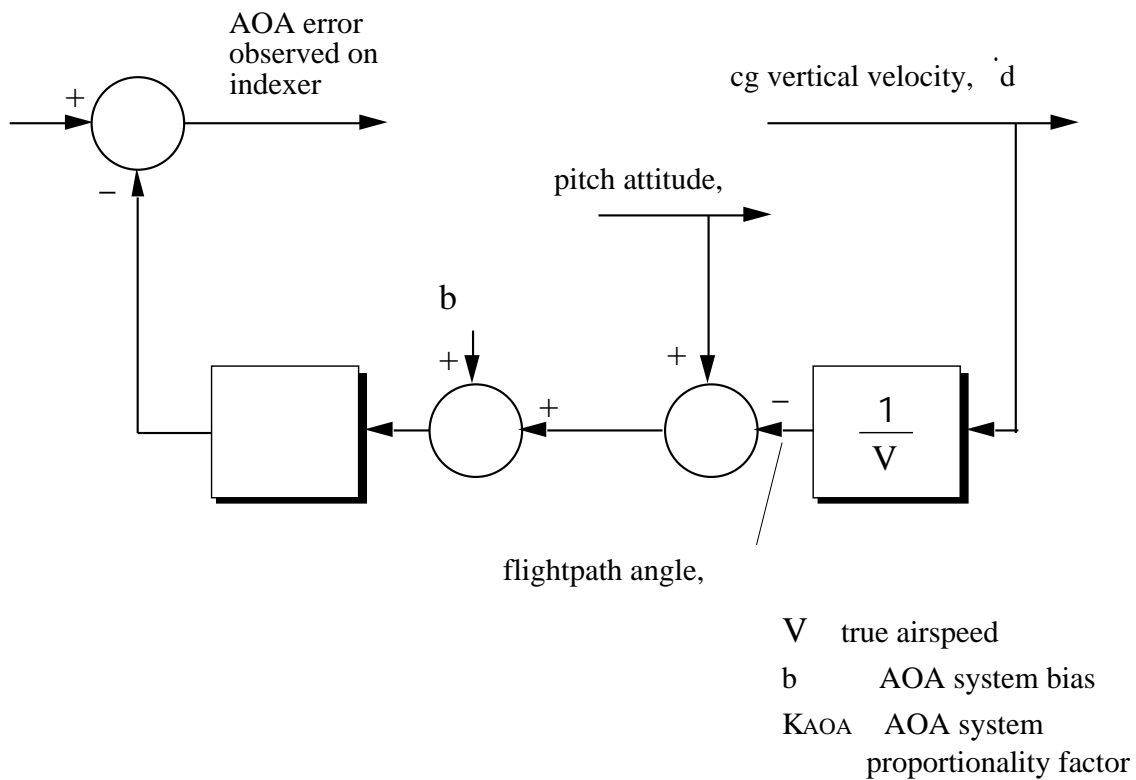 AOA error
observed on
indexer
cg vertical velocity, ˙d
+
−
pitch attitude,
b
+
+
+
−
1
V
flightpath angle,
V true airspeed
b AOA system bias
KAOA AOA system
proportionality factor